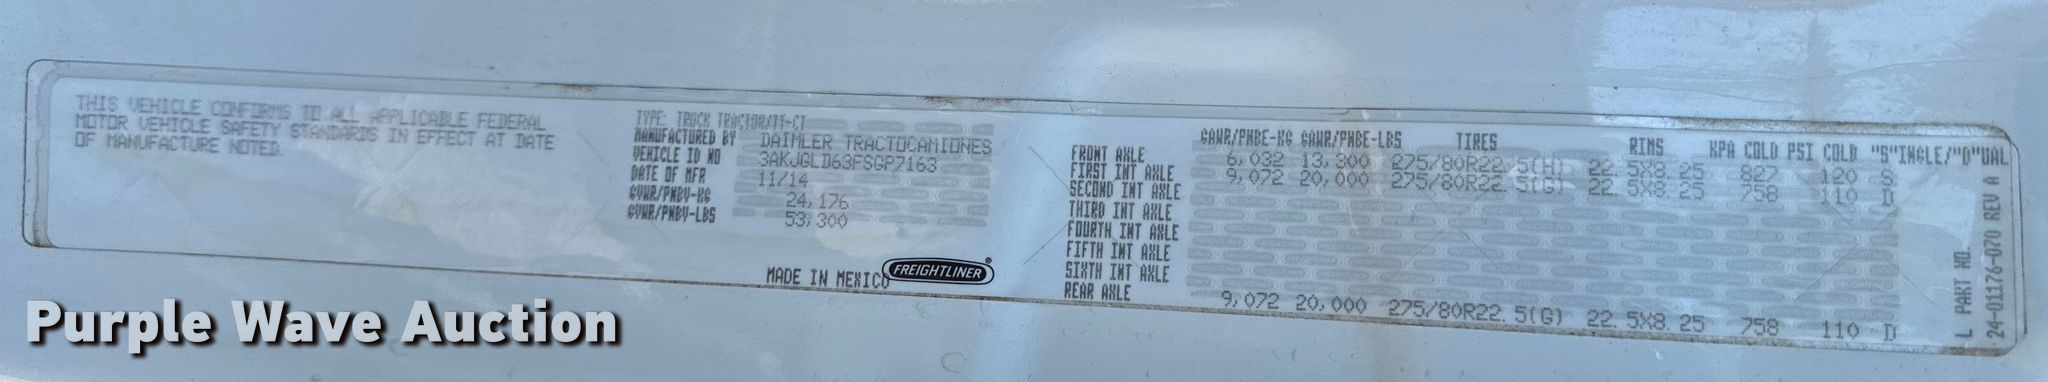 THIS VEHICLE CONFORMS TO ALL APPLICABLE FEDERAL
MOTOR VEHICLE SAFETY STANDARDS IN EFFECT AT DATE
OF MANUFACTURE NOTED.
TYPE: TRUCK TRACTOR/TT-CT
MANUFACTURED BY DAIMLER TRACTOCAMIONES
VEHICLE ID NO 3AKJGLD63FSGP7163
DATE OF MFR 11/14
GVWR/PNBV-KG 24,176
GVWR/PNBV-LBS 53,300
MADE IN MEXICO FREIGHTLINER
GAWR/PNBE-KG GAWR/PNBE-LBS TIRES RIMS KPA COLD PSI COLD "S"INGLE/"D"UAL
FRONT AXLE 6,032 13,300 275/80R22.5(H) 22.5X8.25 827 120 S
FIRST INT AXLE 9,072 20,000 275/80R22.5(G) 22.5X8.25 758 110 D
SECOND INT AXLE
THIRD INT AXLE
FOURTH INT AXLE
FIFTH INT AXLE
SIXTH INT AXLE
REAR AXLE 9,072 20,000 275/80R22.5(G) 22.5X8.25 758 110 D
L PART NO.
24-01176-070 REV A
Purple Wave Auction